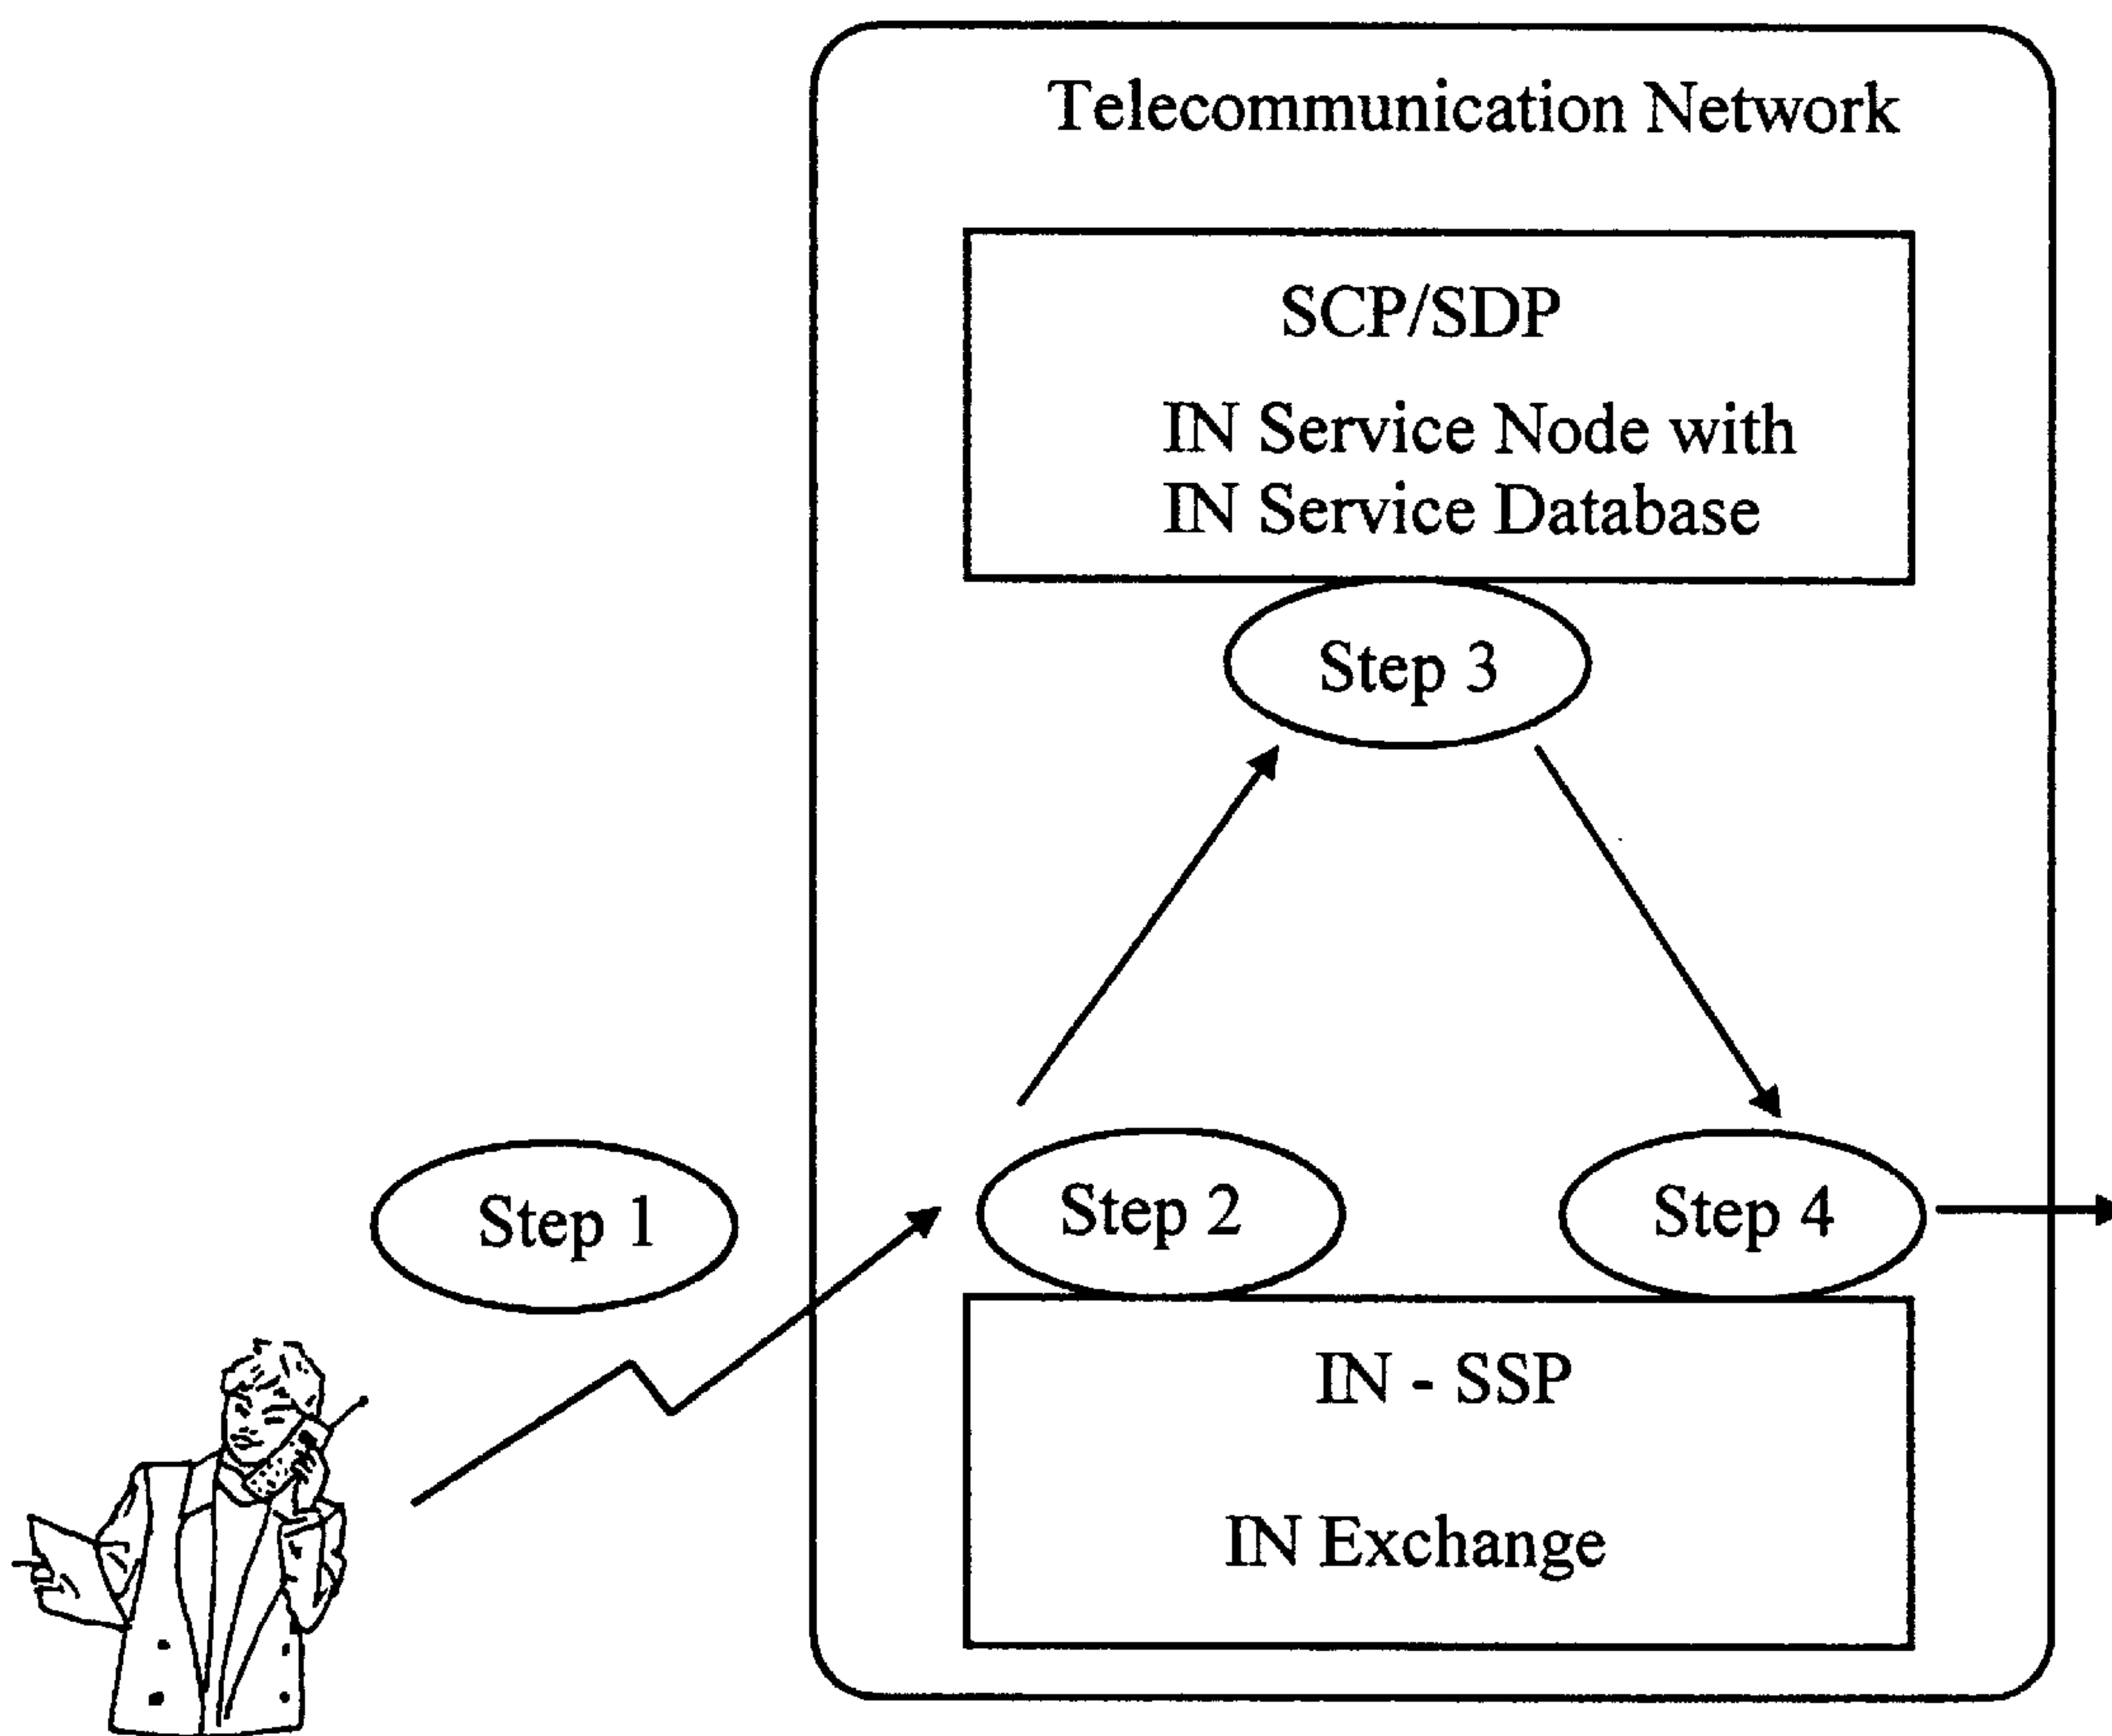 Telecommunication Network
SCP/SDP
IN Service Node with
IN Service Database
Step 3
Step 1
Step 2
Step 4
IN - SSP
IN Exchange